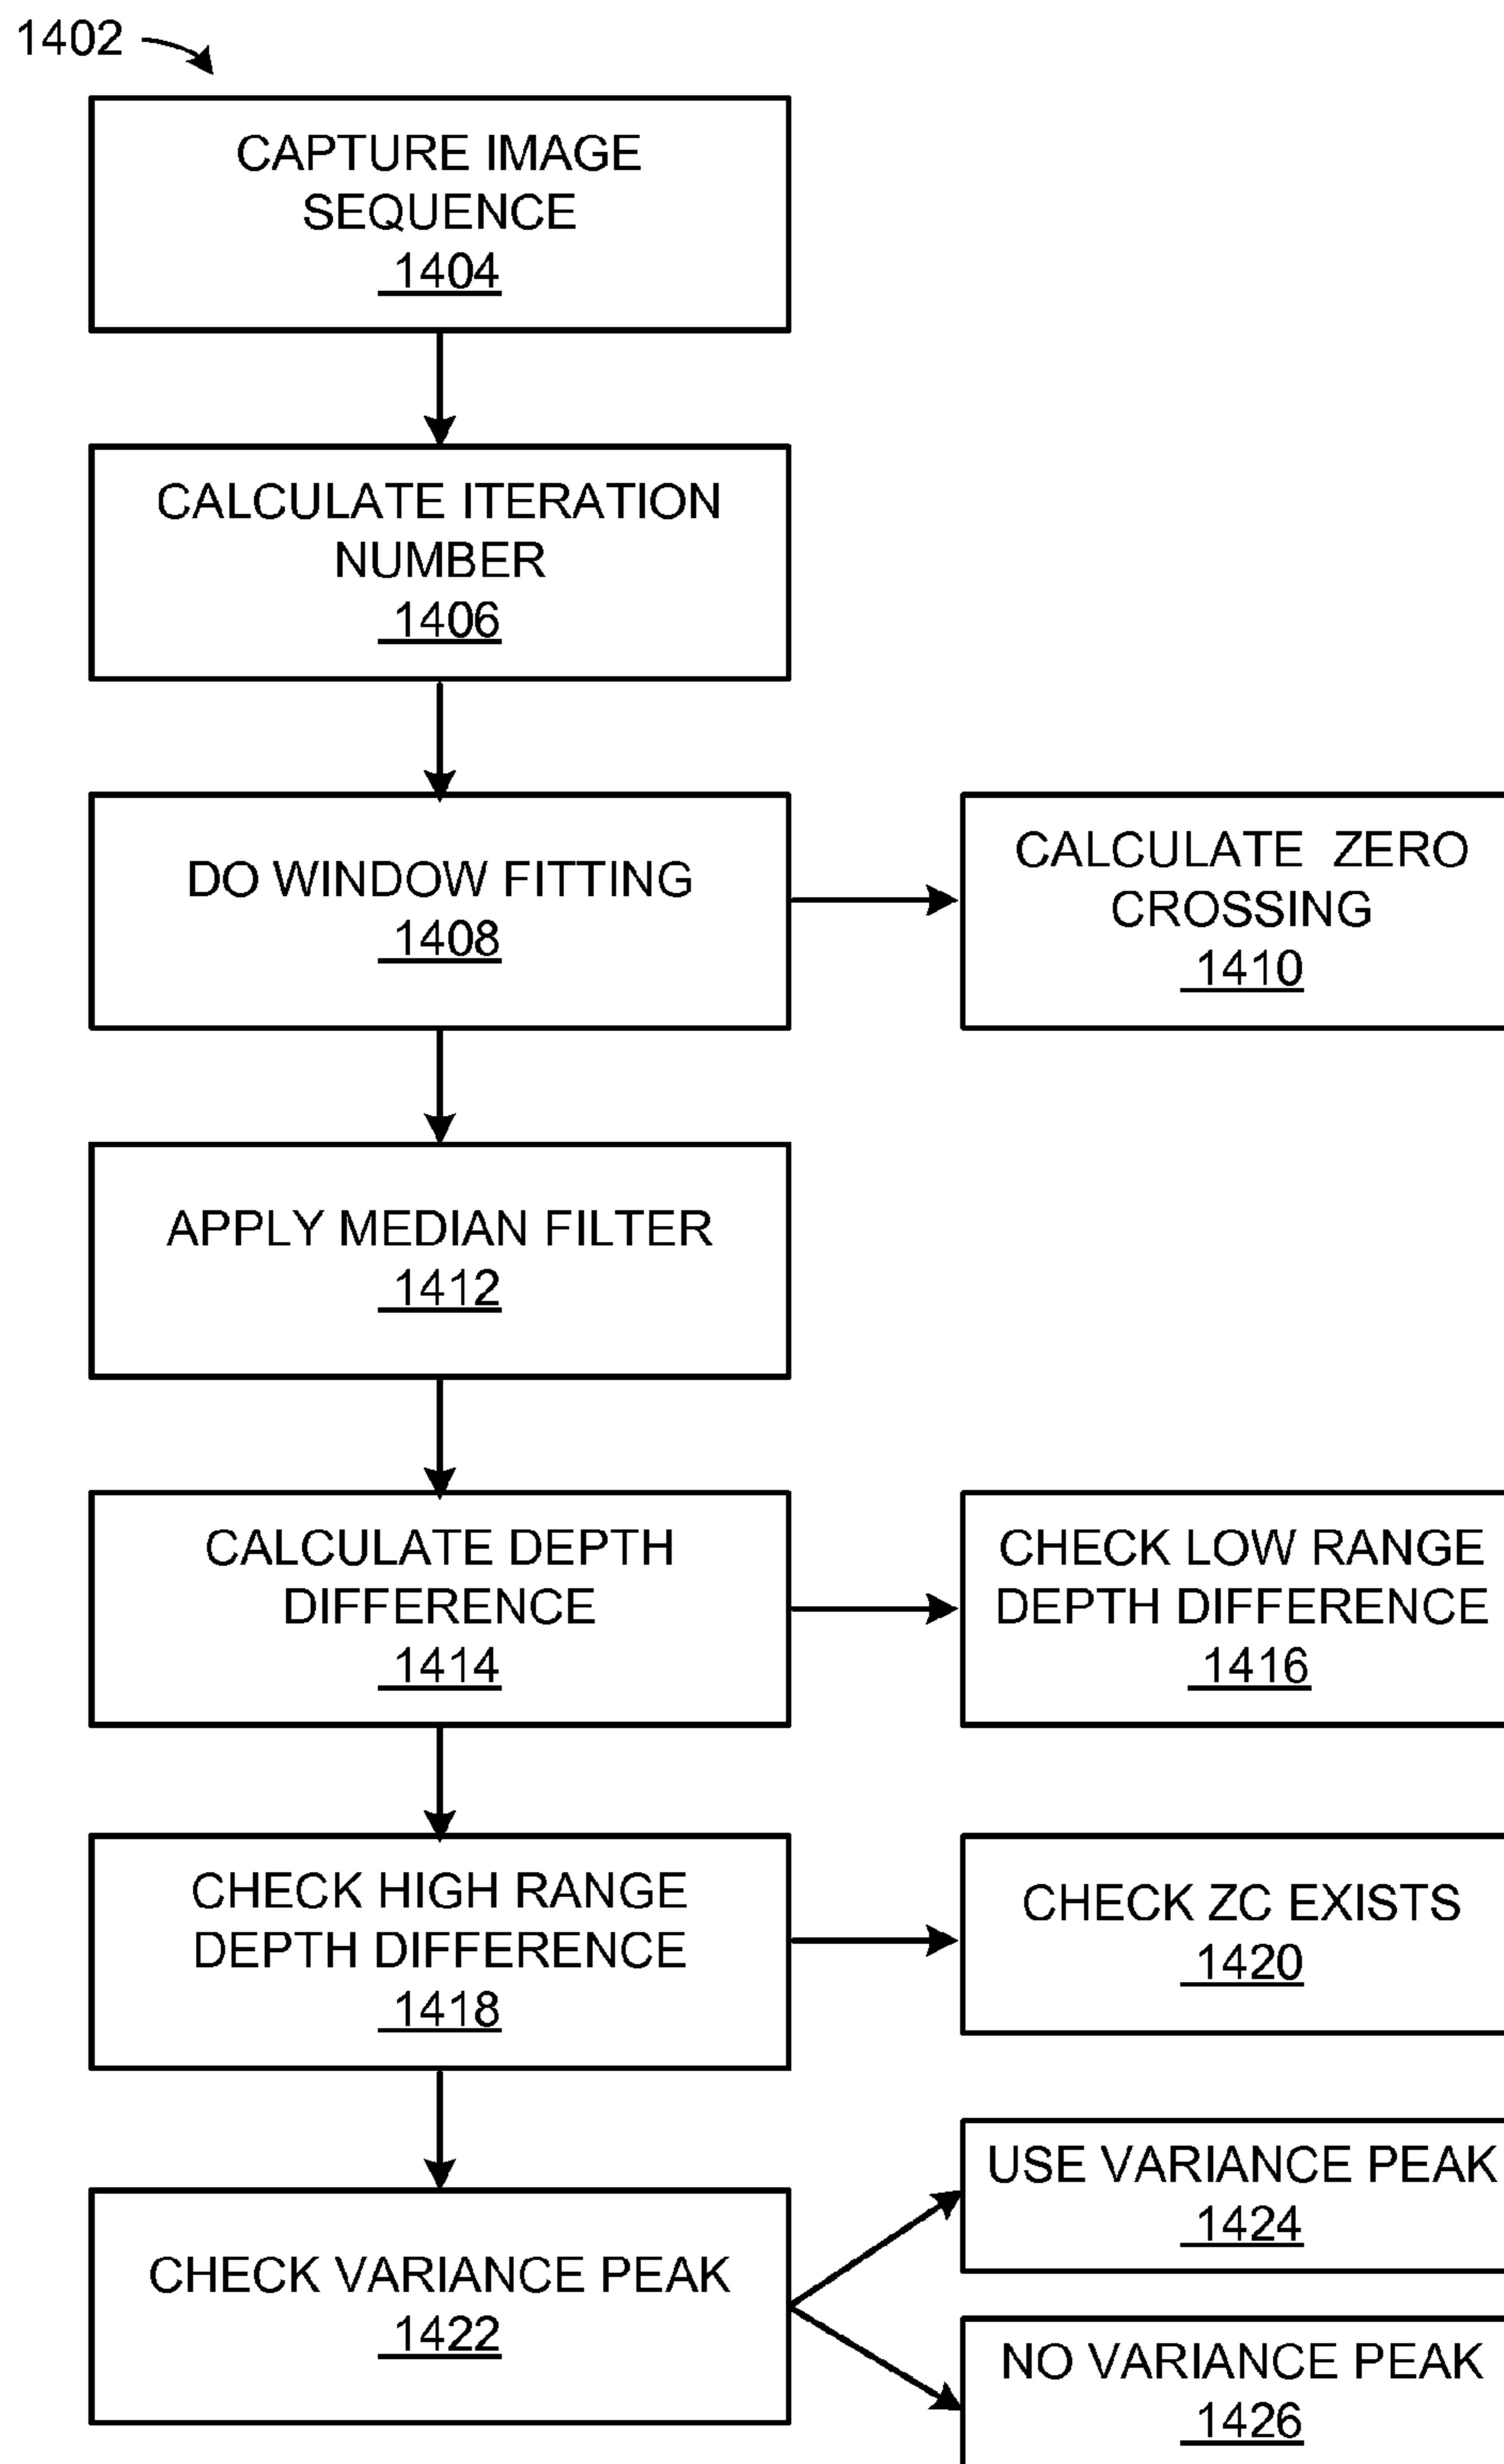 1402
CAPTURE IMAGE
SEQUENCE
1404
CALCULATE ITERATION
NUMBER
1406
DO WINDOW FITTING
1408
CALCULATE ZERO
CROSSING
1410
APPLY MEDIAN FILTER
1412
CALCULATE DEPTH
DIFFERENCE
1414
CHECK LOW RANGE
DEPTH DIFFERENCE
1416
CHECK HIGH RANGE
DEPTH DIFFERENCE
1418
CHECK ZC EXISTS
1420
CHECK VARIANCE PEAK
1422
USE VARIANCE PEAK
1424
NO VARIANCE PEAK
1426